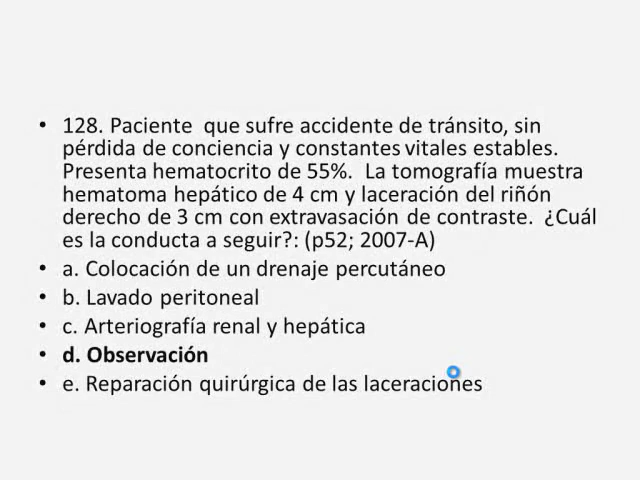 • 128. Paciente que sufre accidente de tránsito, sin
pérdida de conciencia y constantes vitales estables.
Presenta hematocrito de 55%. La tomografía muestra
hematoma hepático de 4 cm y laceración del riñón
derecho de 3 cm con extravasación de contraste. ¿Cuál
es la conducta a seguir?: (p52; 2007-A)
• a. Colocación de un drenaje percutáneo
• b. Lavado peritoneal
• c. Arteriografía renal y hepática
• d. Observación
• e. Reparación quirúrgica de las laceraciones